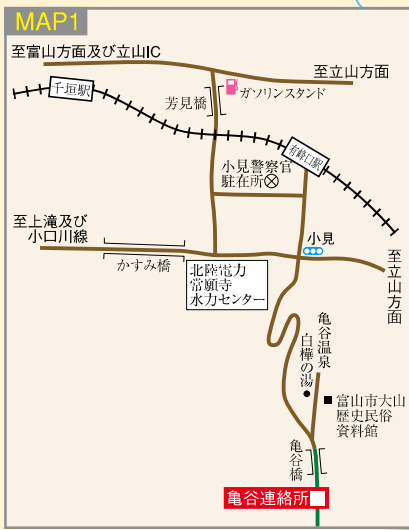 MAP1
至富山方面及び立山IC
至立山方面
千垣駅
芳見橋
ガソリンスタンド
有峰口駅
小見警察官
駐在所
至上滝及び
小口川線
小見
かすみ橋
至立山方面
北陸電力
常願寺
水力センター
亀谷温泉
白樺の湯
富山市大山
歴史民俗
資料館
亀谷橋
亀谷連絡所